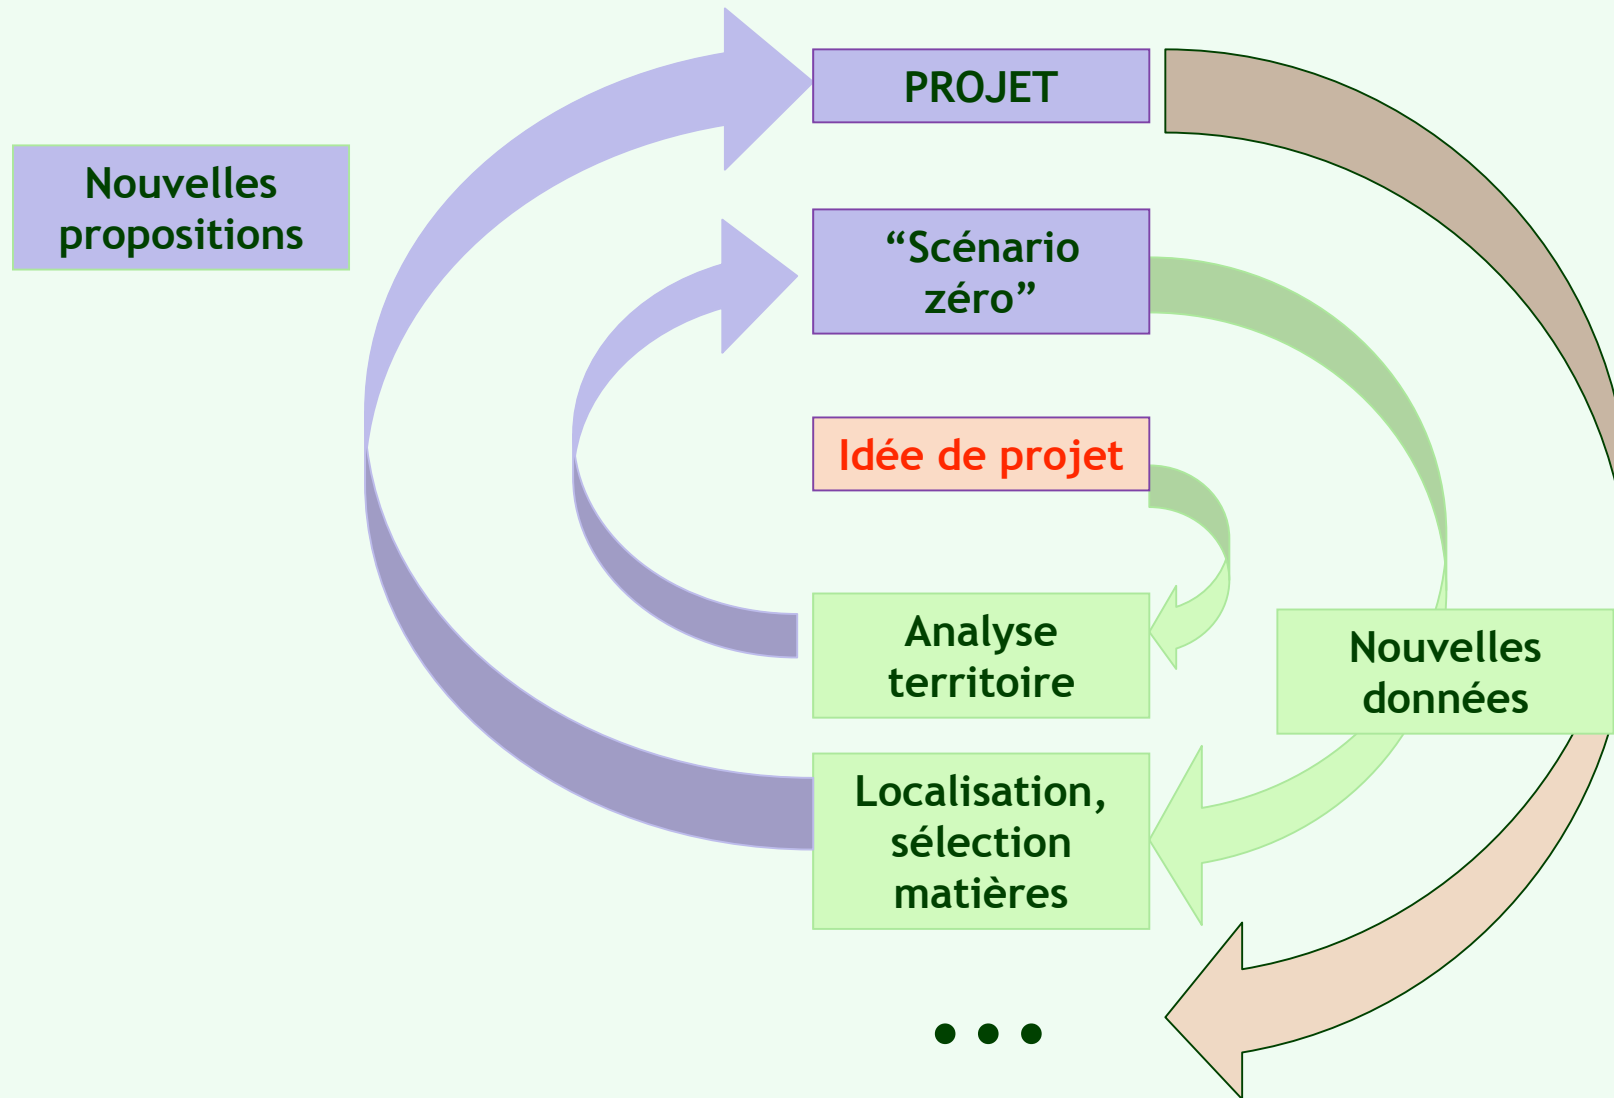 PROJET
Nouvelles
propositions
“Scénario
zéro”
Idée de projet
Analyse
territoire
Nouvelles
données
Localisation,
sélection
matières
...